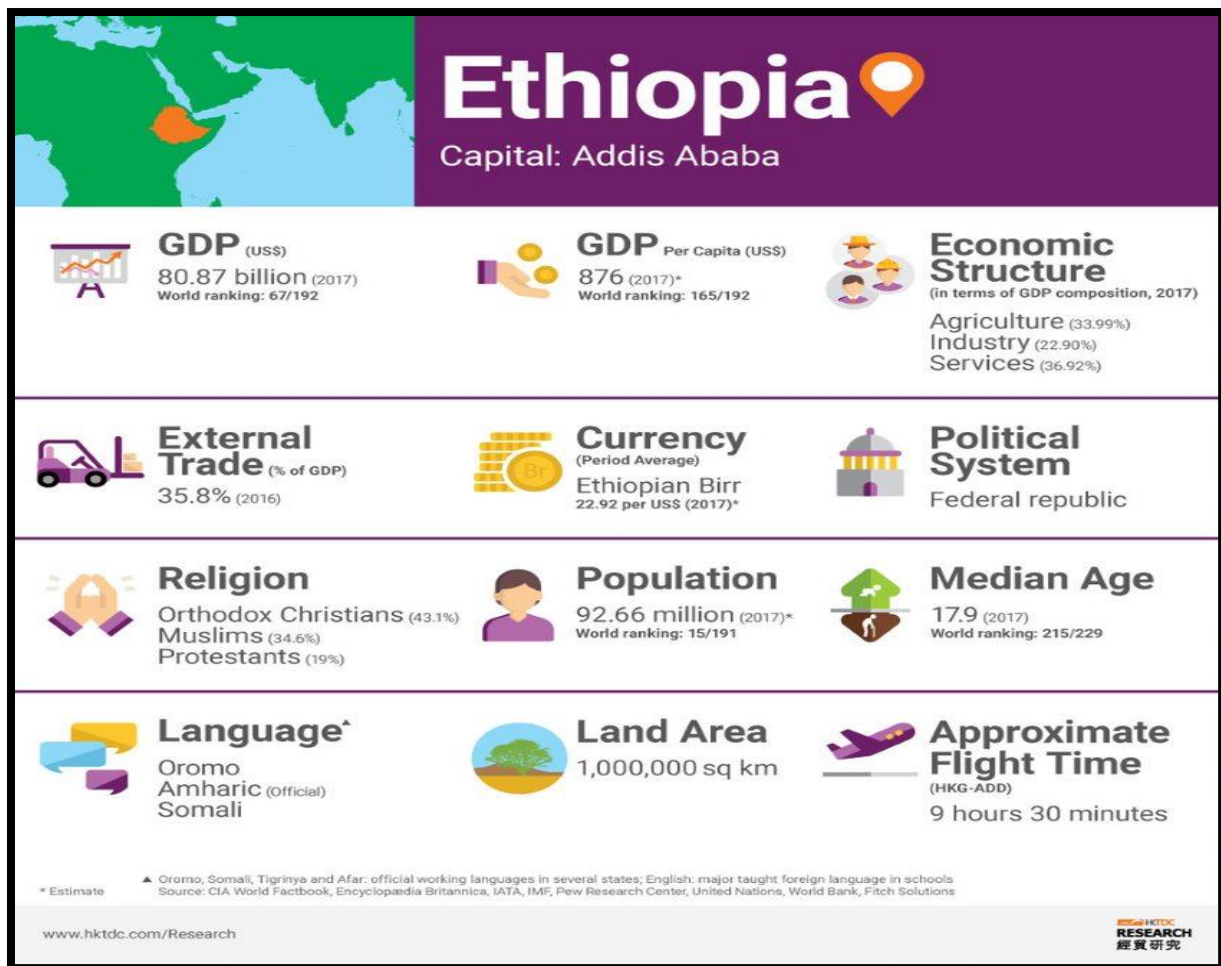 Ethiopia
Capital: Addis Ababa
GDP (US$)
80.87 billion (2017)
World ranking: 67/192
GDP Per Capita (US$)
876 (2017)*
World ranking: 165/192
Economic
Structure
(in terms of GDP composition, 2017)
Agriculture (33.99%)
Industry (22.90%)
Services (36.92%)
External
Trade (% of GDP)
35.8% (2016)
Currency
(Period Average)
Ethiopian Birr
22.92 per US$ (2017)*
Br
Political
System
Federal republic
Religion
Orthodox Christians (43.1%)
Muslims (34.6%)
Protestants (19%)
Population
92.66 million (2017)*
World ranking: 15/191
Median Age
17.9 (2017)
World ranking: 215/229
Language▲
Oromo
Amharic (Official)
Somali
Land Area
1,000,000 sq km
Approximate
Flight Time
(HKG-ADD)
9 hours 30 minutes
* Estimate
▲ Oromo, Somali, Tigrinya and Afar: official working languages in several states; English: major taught foreign language in schools
Source: CIA World Factbook, Encyclopædia Britannica, IATA, IMF, Pew Research Center, United Nations, World Bank, Fitch Solutions
www.hktdc.com/Research
HKTDC
RESEARCH
經貿研究